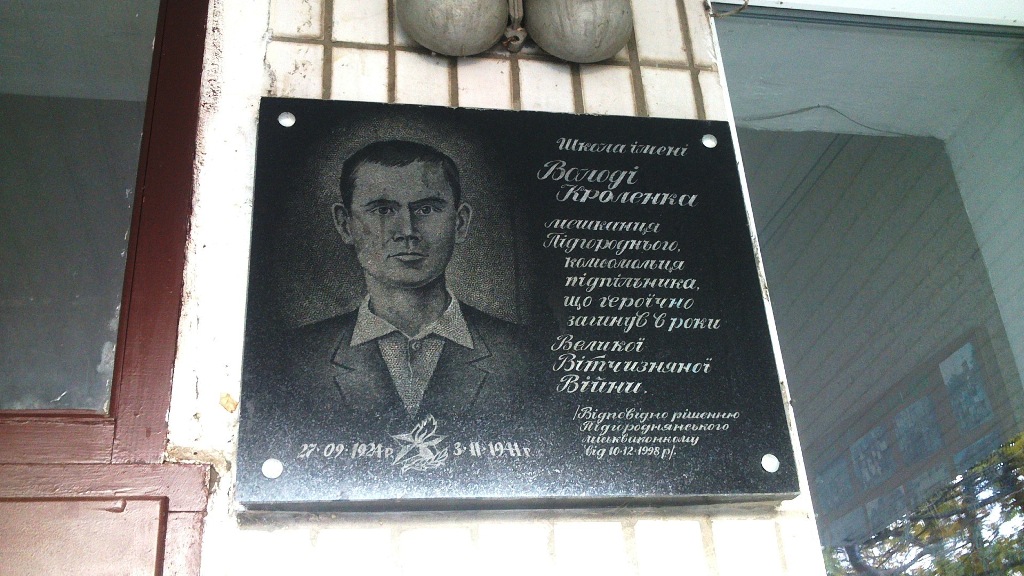 Школа імені
Володі
Кроленка
мешканця
Підгороднього,
комсомольця
підпільника,
що героїчно
загинув в роки
Великої
Вітчизняної
Війни.
/Відповідно рішенню
Підгороднянського
міськвиконкому
від 10·12·1998 р/.
27·09·1924 р. 3·11·1941 г.